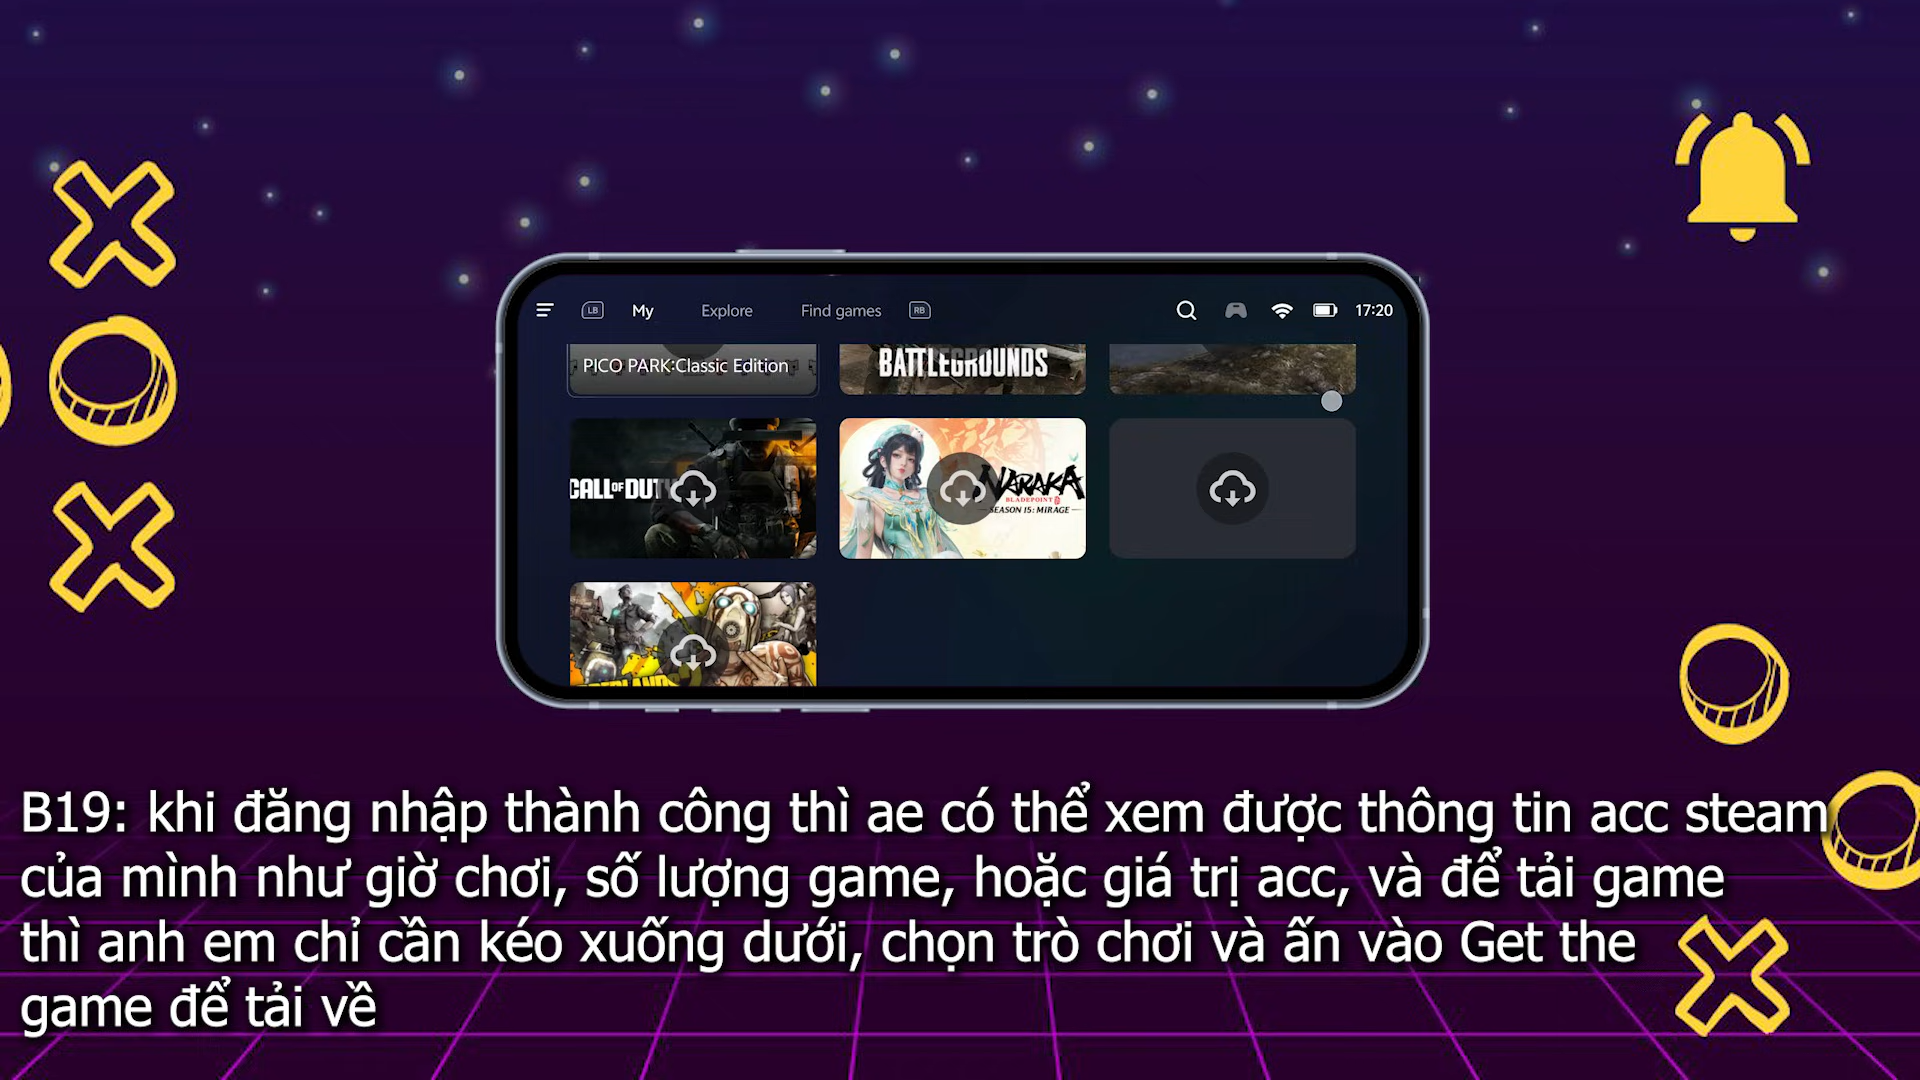 LB My Explore Find games RB 17:20
PICO PARK:Classic Edition
BATTLEGROUNDS
CALL OF DUTY
NARAKA
BLADEPOINT
SEASON 15: MIRAGE
B19: khi đăng nhập thành công thì ae có thể xem được thông tin acc steam
của mình như giờ chơi, số lượng game, hoặc giá trị acc, và để tải game
thì anh em chỉ cần kéo xuống dưới, chọn trò chơi và ấn vào Get the
game để tải về